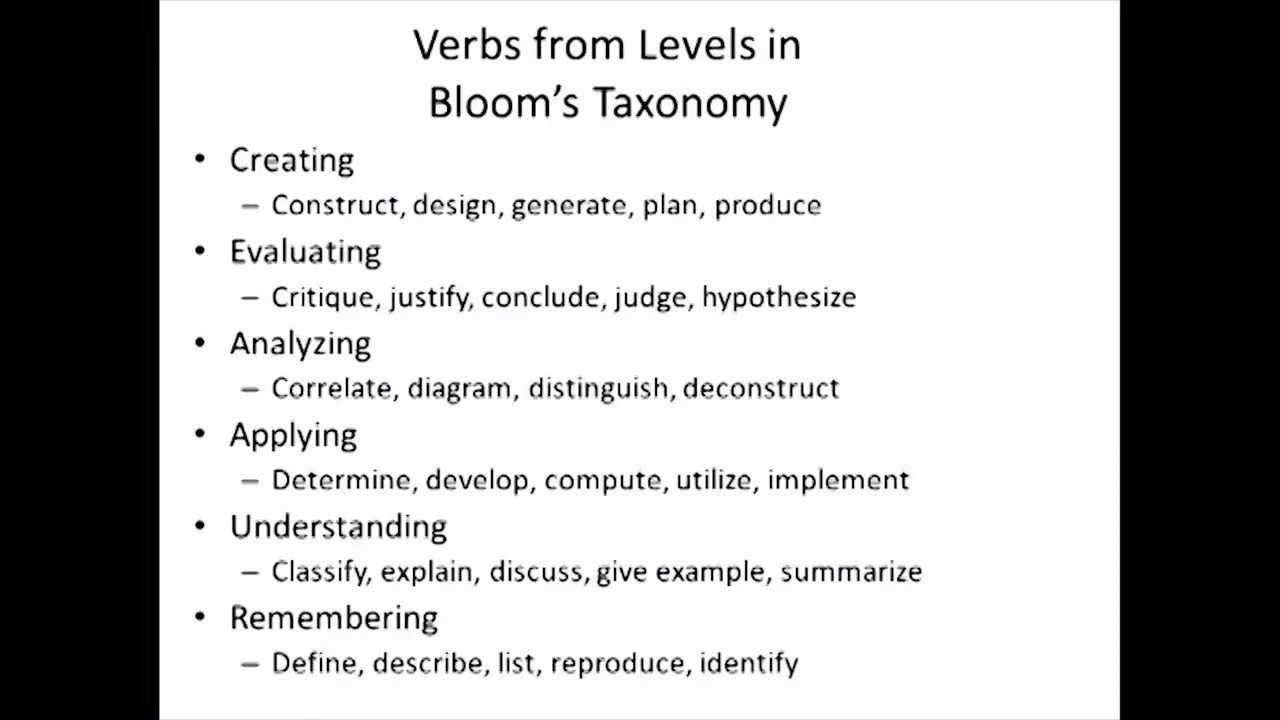 Verbs from Levels in
Bloom's Taxonomy
• Creating
– Construct, design, generate, plan, produce
• Evaluating
– Critique, justify, conclude, judge, hypothesize
• Analyzing
– Correlate, diagram, distinguish, deconstruct
• Applying
– Determine, develop, compute, utilize, implement
• Understanding
– Classify, explain, discuss, give example, summarize
• Remembering
– Define, describe, list, reproduce, identify